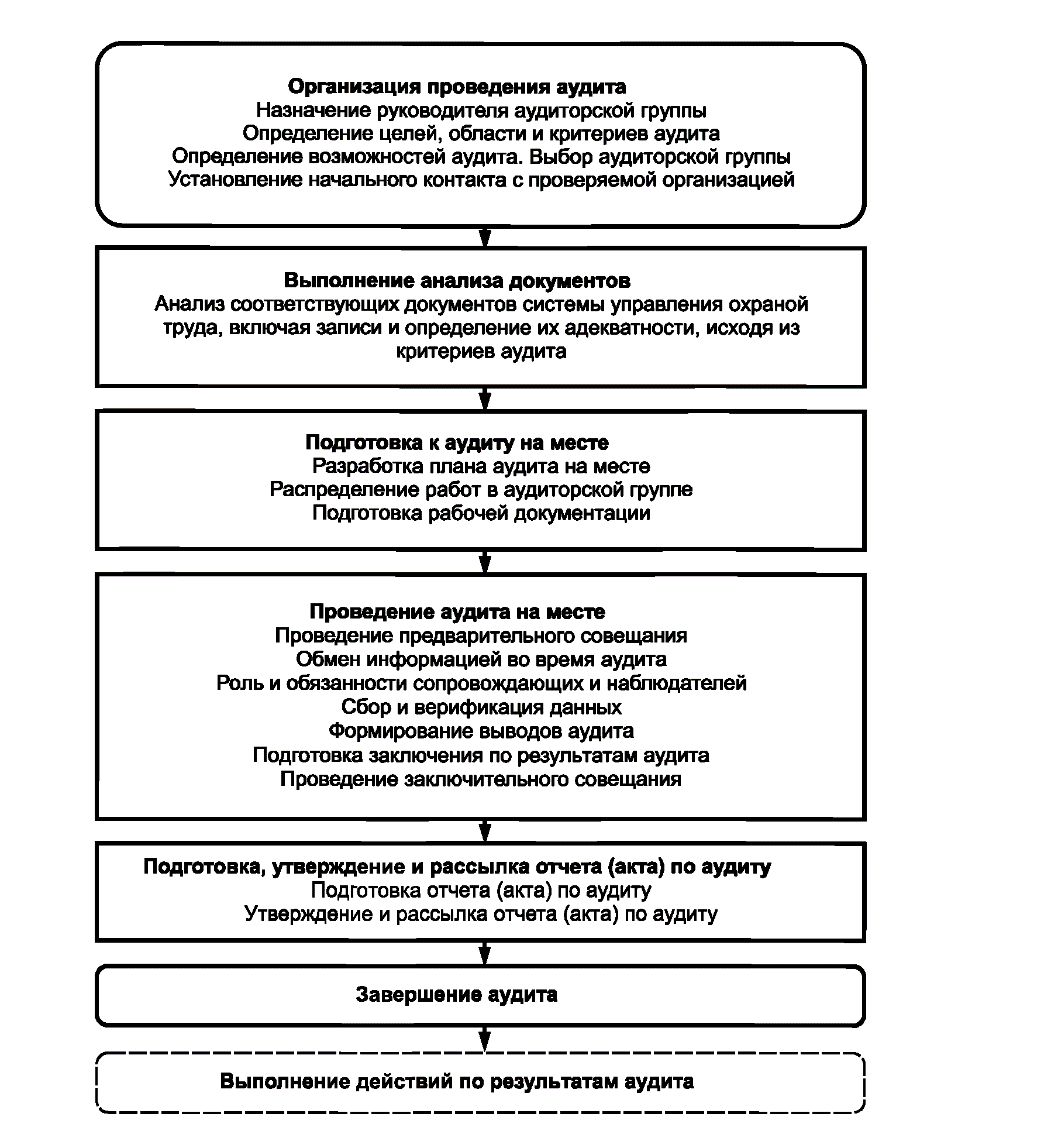 Организация проведения аудита
Назначение руководителя аудиторской группы
Определение целей, области и критериев аудита
Определение возможностей аудита. Выбор аудиторской группы
Установление начального контакта с проверяемой организацией
Выполнение анализа документов
Анализ соответствующих документов системы управления охраной
труда, включая записи и определение их адекватности, исходя из
критериев аудита
Подготовка к аудиту на месте
Разработка плана аудита на месте
Распределение работ в аудиторской группе
Подготовка рабочей документации
Проведение аудита на месте
Проведение предварительного совещания
Обмен информацией во время аудита
Роль и обязанности сопровождающих и наблюдателей
Сбор и верификация данных
Формирование выводов аудита
Подготовка заключения по результатам аудита
Проведение заключительного совещания
Подготовка, утверждение и рассылка отчета (акта) по аудиту
Подготовка отчета (акта) по аудиту
Утверждение и рассылка отчета (акта) по аудиту
Завершение аудита
Выполнение действий по результатам аудита